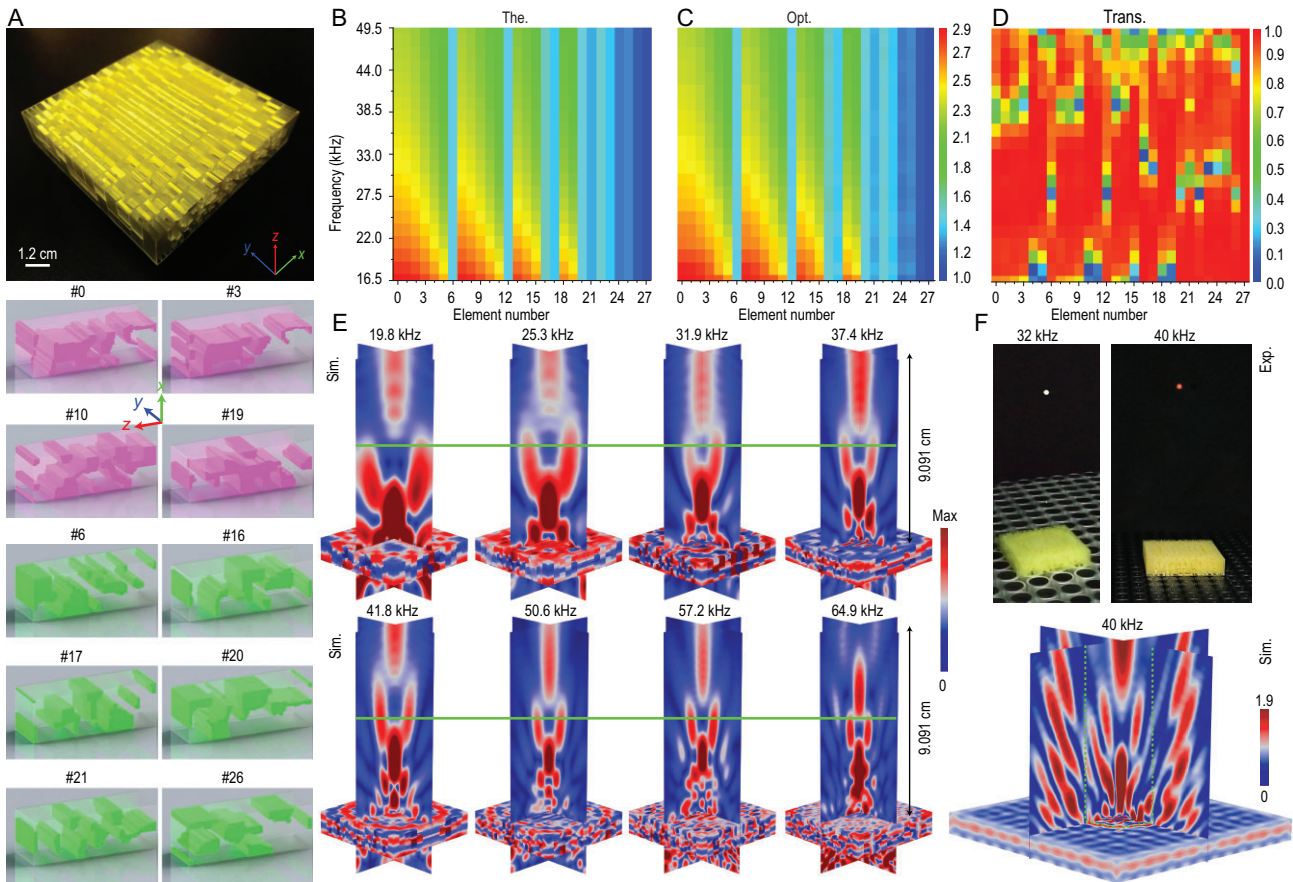 A
1.2 cm
y
z
x
#0
#3
x
y
z
#10
#19
#6
#16
#17
#20
#21
#26
B
The.
Frequency (kHz)
49.5
44.0
38.5
33.0
27.5
22.0
16.5
0 3 6 9 12 15 18 21 24 27
Element number
C
Opt.
0 3 6 9 12 15 18 21 24 27
2.9
2.7
2.5
2.3
2.1
1.8
1.6
1.4
1.2
1.0
D
Trans.
0 3 6 9 12 15 18 21 24 27
Element number
1.0
1.0
0.9
0.8
0.7
0.6
0.5
0.4
0.3
0.2
0.1
0.0
E
Sim.
19.8 kHz
25.3 kHz
31.9 kHz
37.4 kHz
9.091 cm
Sim.
41.8 kHz
50.6 kHz
57.2 kHz
64.9 kHz
9.091 cm
Max
0
F
32 kHz
40 kHz
Exp.
40 kHz
Sim.
1.9
0